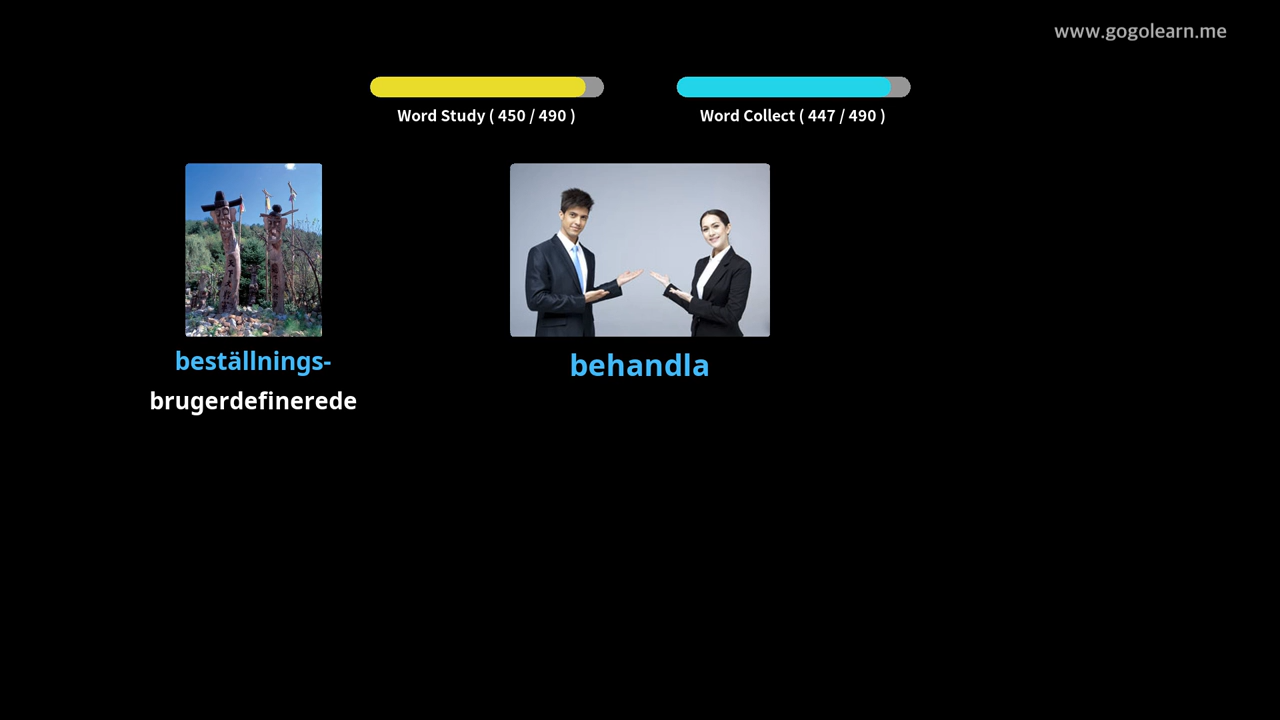 www.gogolearn.me
Word Study ( 450 / 490 )
Word Collect ( 447 / 490 )
beställnings-
brugerdefinerede
behandla